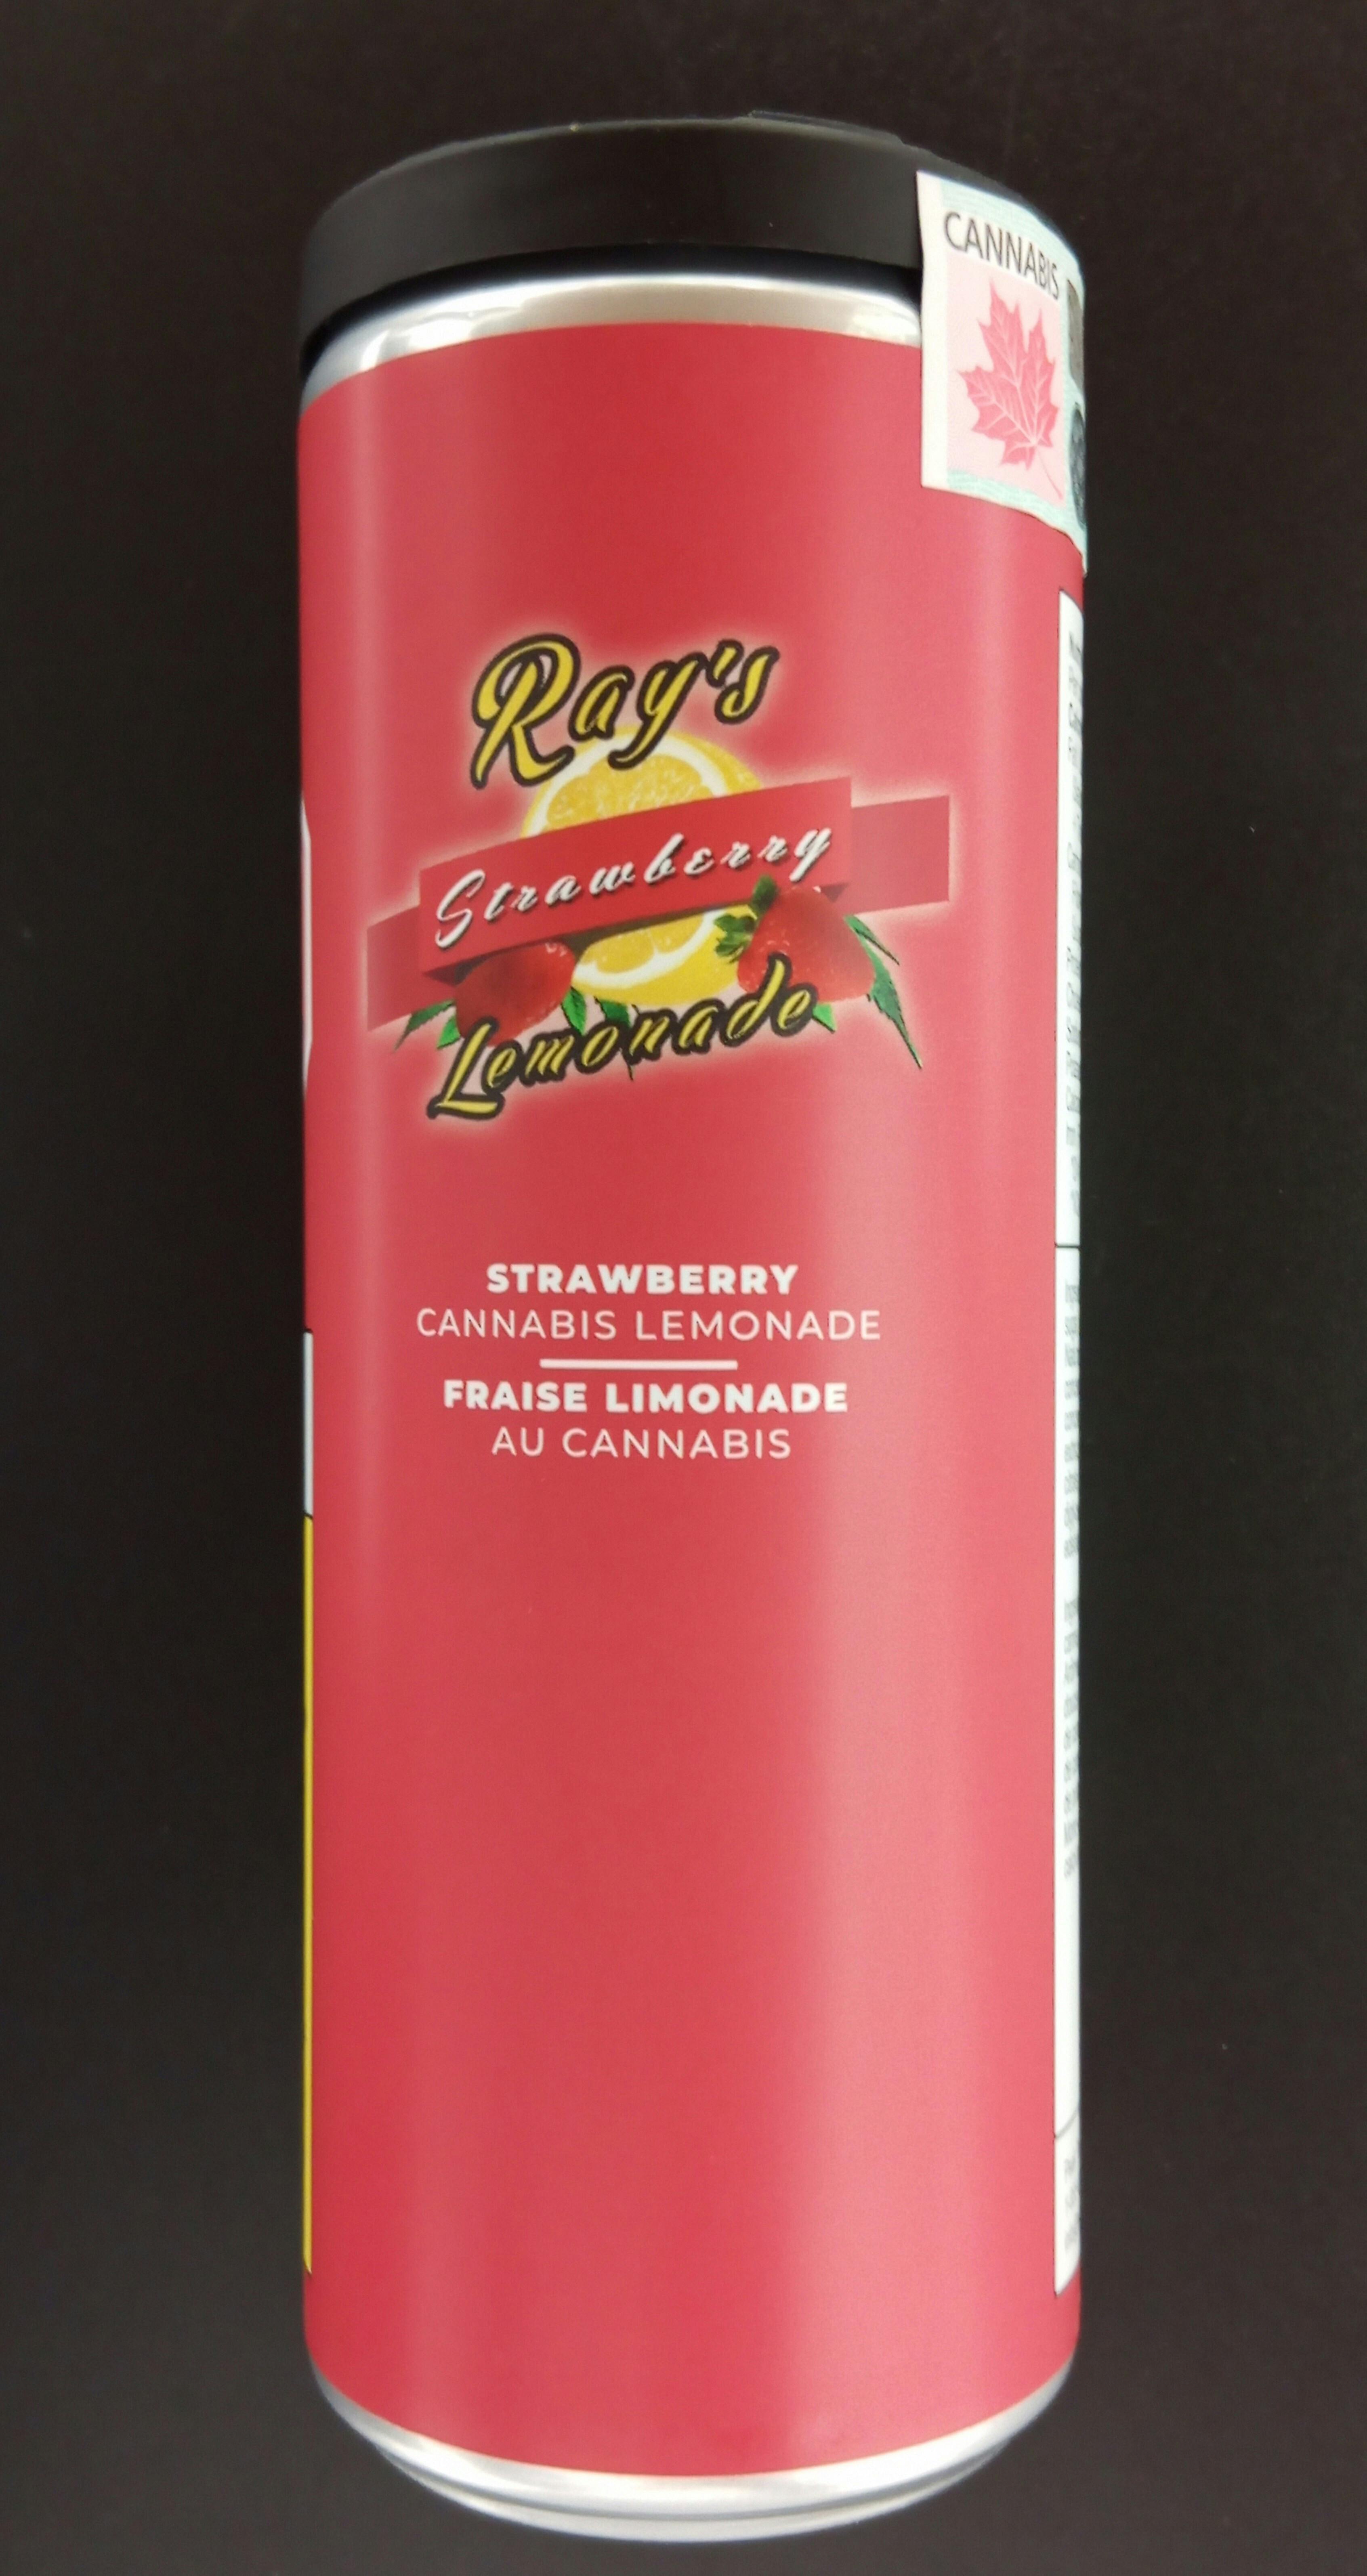 CANNABIS
Ray's
Strawberry
Lemonade
STRAWBERRY
CANNABIS LEMONADE
FRAISE LIMONADE
AU CANNABIS